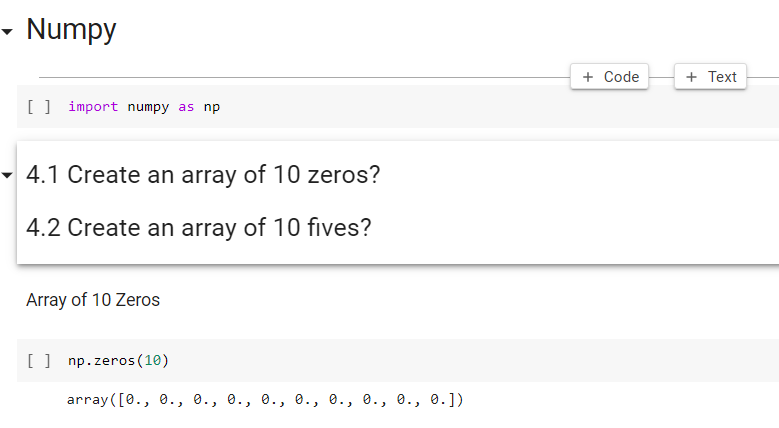 Numpy
+ Code + Text
[ ] import numpy as np
4.1 Create an array of 10 zeros?
4.2 Create an array of 10 fives?
Array of 10 Zeros
[ ] np.zeros(10)
array([0., 0., 0., 0., 0., 0., 0., 0., 0., 0.])